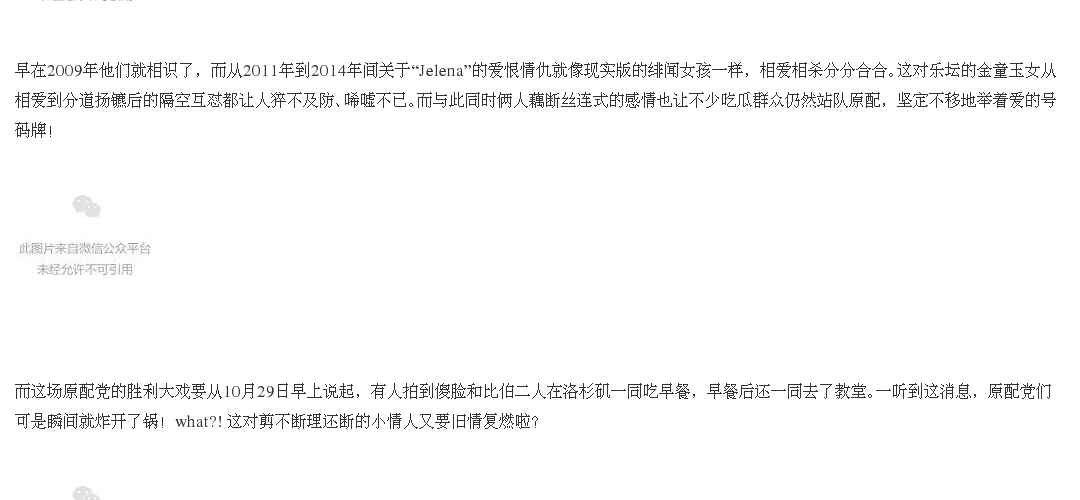 早在2009年他们就相识了，而从2011年到2014年间关于“Jelena”的爱恨情仇就像现实版的绯闻女孩一样，相爱相杀分分合合。这对乐坛的金童玉女从
相爱到分道扬镳后的隔空互怼都让人猝不及防、唏嘘不已。而与此同时俩人藕断丝连式的感情也让不少吃瓜群众仍然站队原配，坚定不移地举着爱的号
码牌！
此图片来自微信公众平台
未经允许不可引用
而这场原配党的胜利大戏要从10月29日早上说起，有人拍到傻脸和比伯二人在洛杉矶一同吃早餐，早餐后还一同去了教堂。一听到这消息，原配党们
可是瞬间就炸开了锅！what?! 这对剪不断理还断的小情人又要旧情复燃啦？